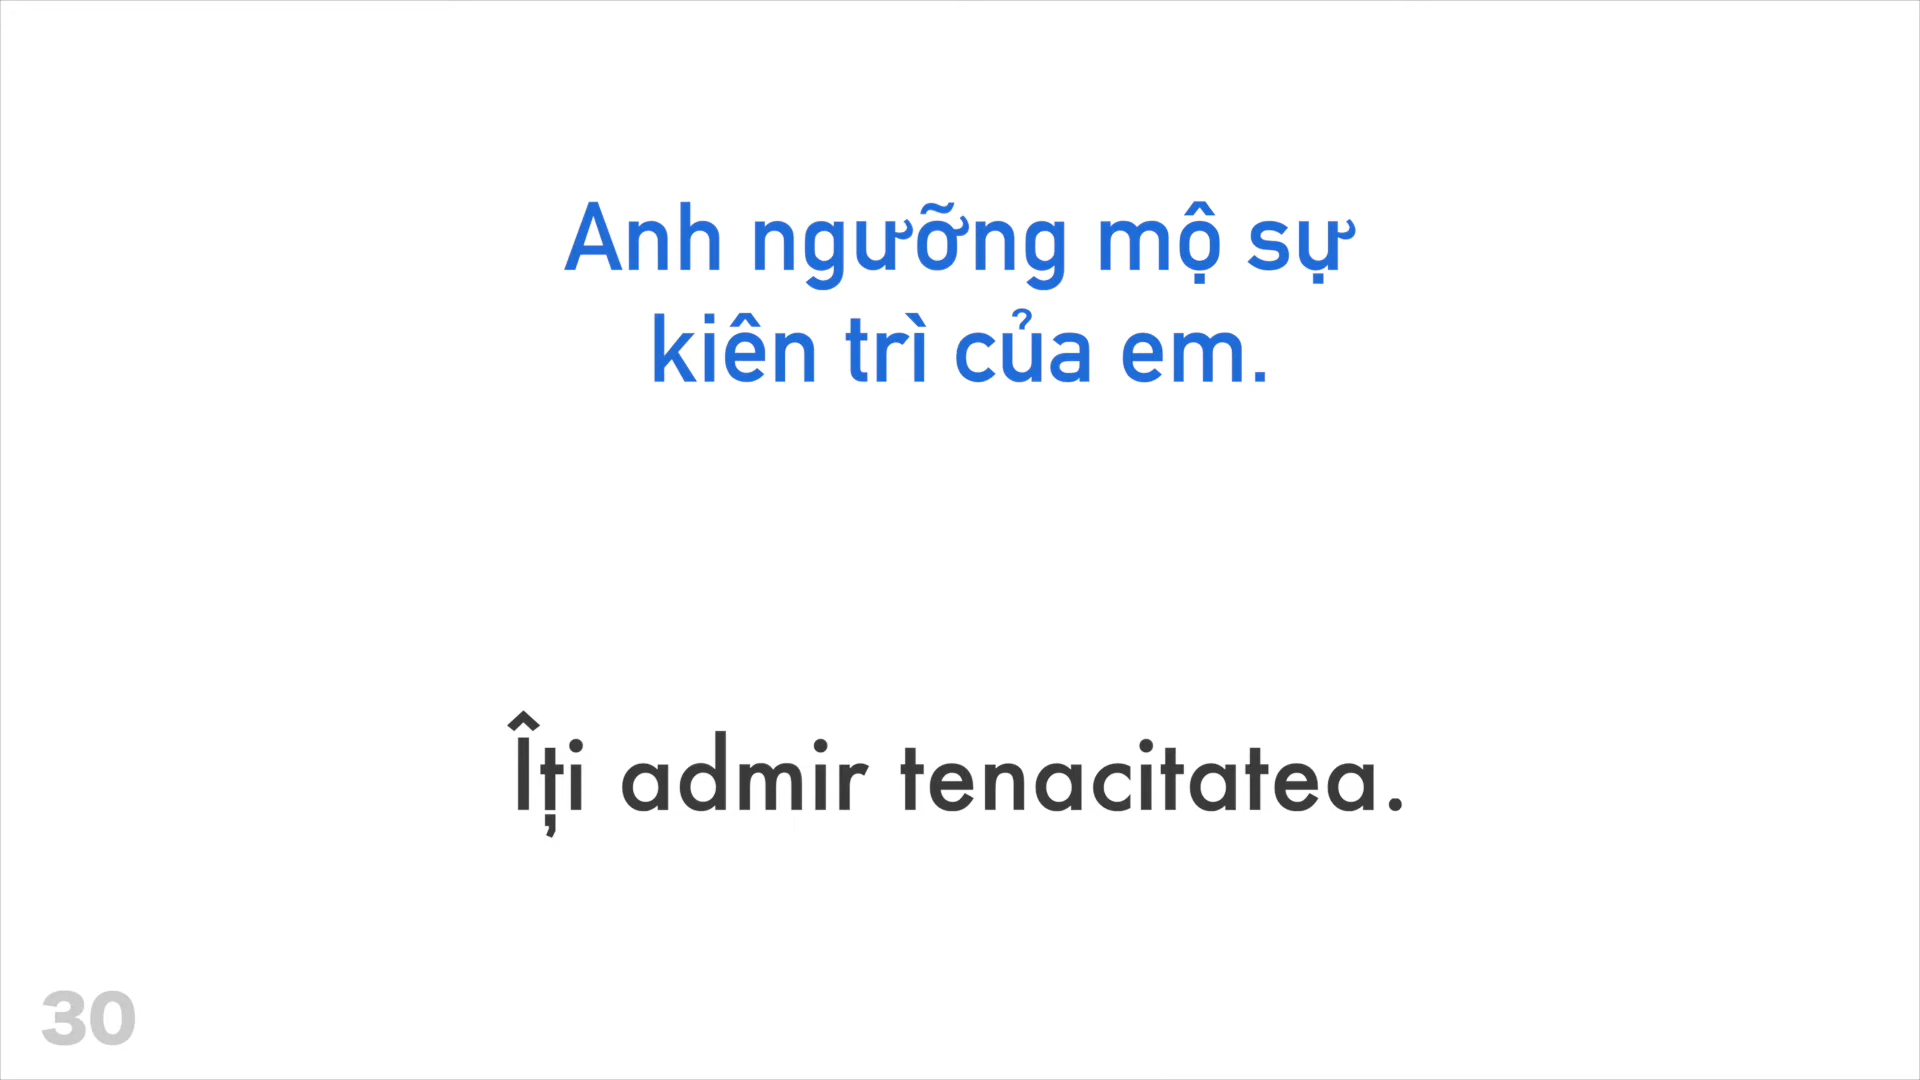 Anh ngưỡng mộ sự
kiên trì của em.
Îți admir tenacitatea.
30